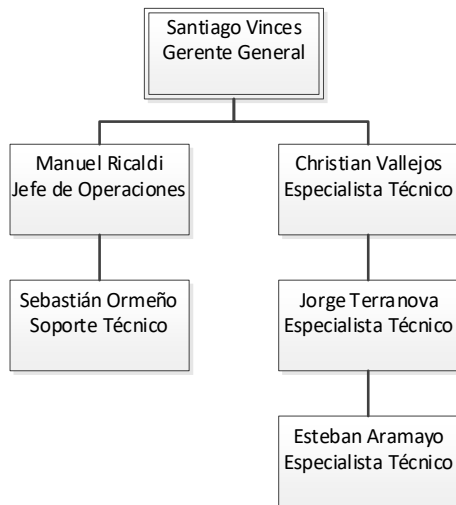 Santiago Vinces
Gerente General
Manuel Ricaldi
Jefe de Operaciones
Christian Vallejos
Especialista Técnico
Sebastián Ormeño
Soporte Técnico
Jorge Terranova
Especialista Técnico
Esteban Aramayo
Especialista Técnico